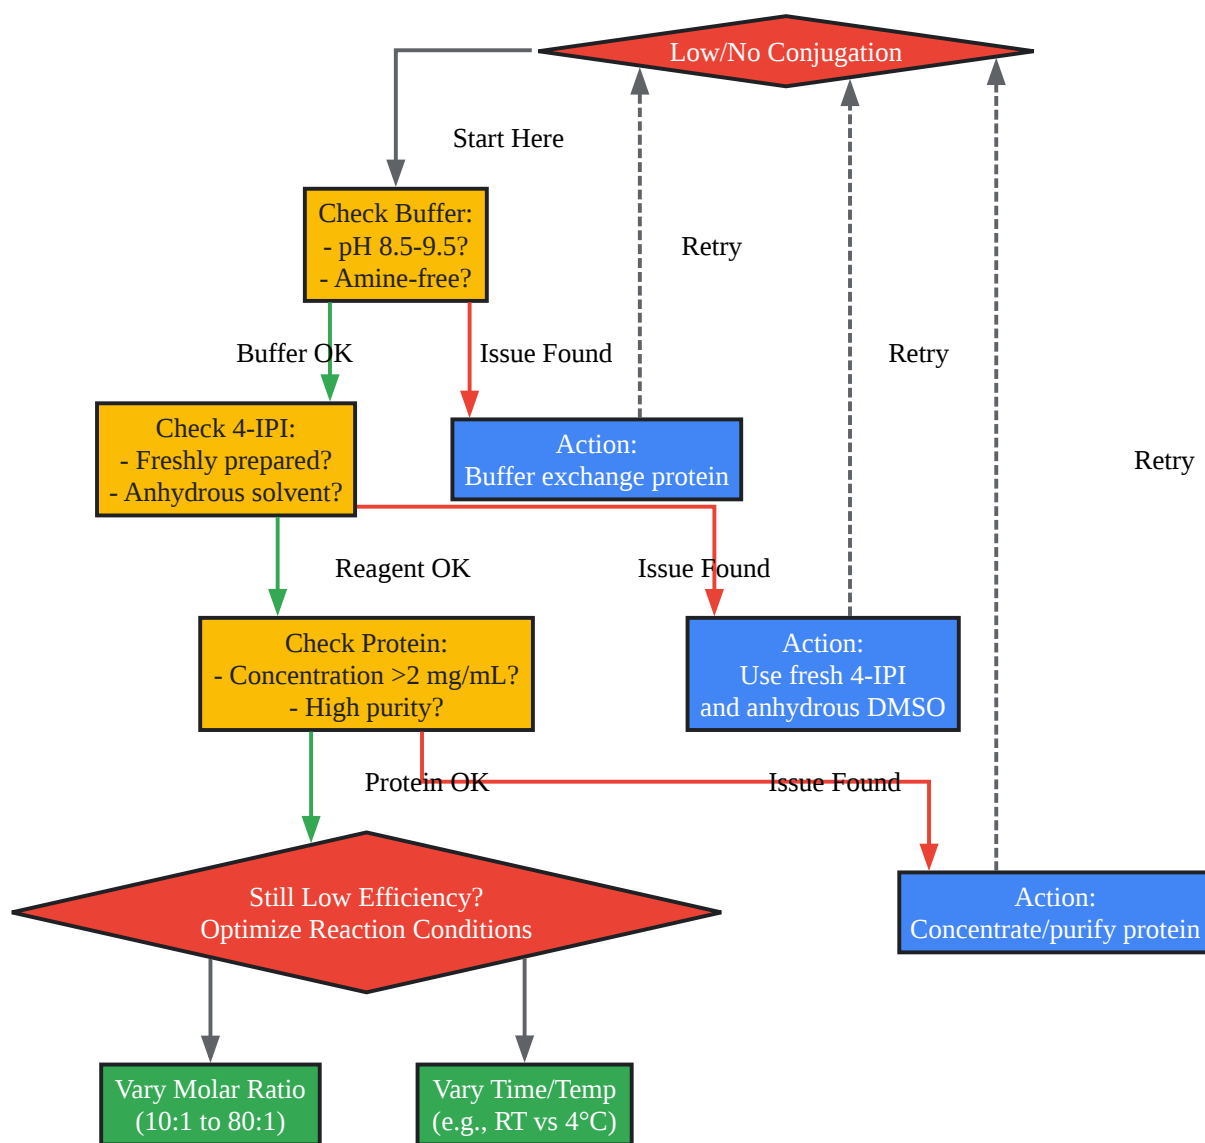 Low/No Conjugation
Start Here
Check Buffer:
- pH 8.5-9.5?
- Amine-free?
Retry
Buffer OK
Issue Found
Retry
Check 4-IPI:
- Freshly prepared?
- Anhydrous solvent?
Action:
Buffer exchange protein
Retry
Reagent OK
Issue Found
Check Protein:
- Concentration >2 mg/mL?
- High purity?
Action:
Use fresh 4-IPI
and anhydrous DMSO
Protein OK
Issue Found
Still Low Efficiency?
Optimize Reaction Conditions
Action:
Concentrate/purify protein
Vary Molar Ratio
(10:1 to 80:1)
Vary Time/Temp
(e.g., RT vs 4°C)